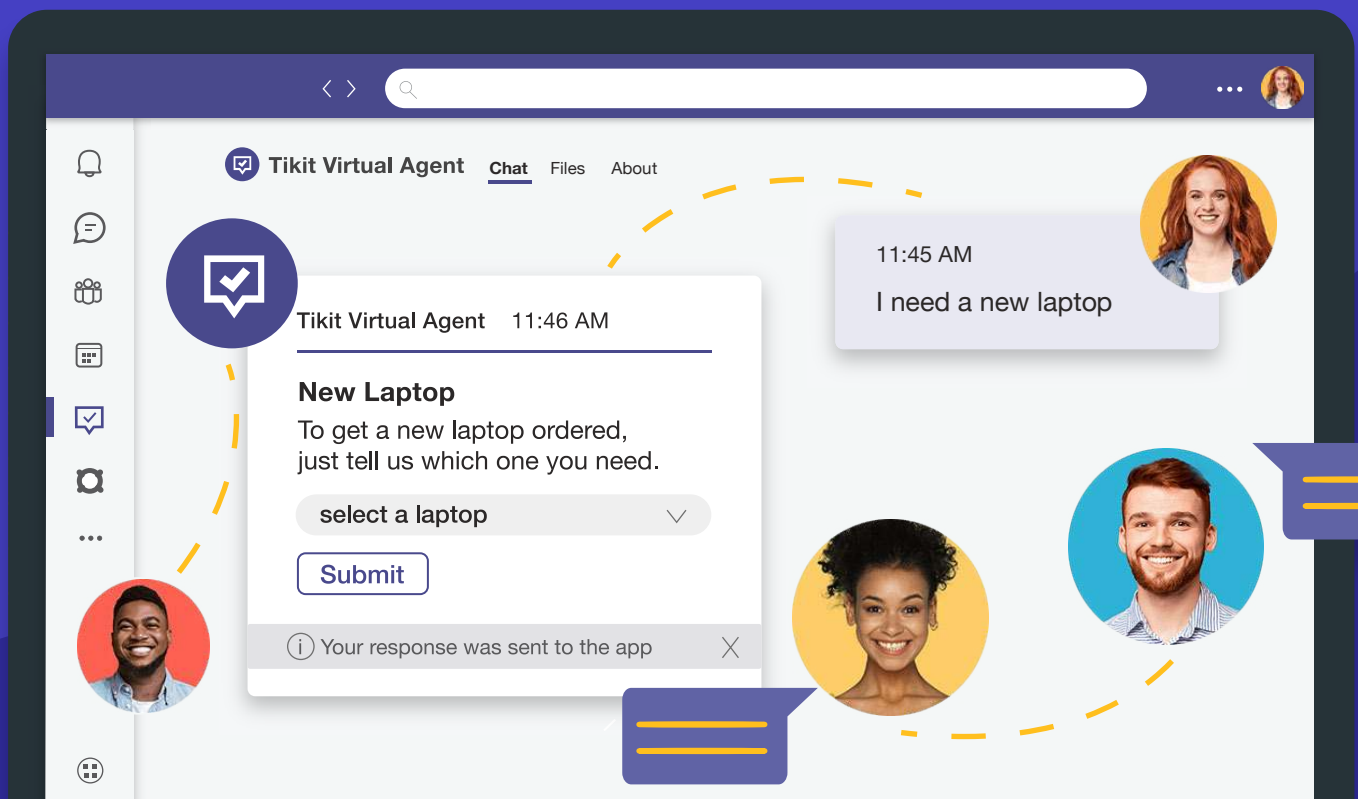 Tikit Virtual Agent Chat Files About
11:45 AM
I need a new laptop
Tikit Virtual Agent 11:46 AM
New Laptop
To get a new laptop ordered,
just tell us which one you need.
select a laptop
Submit
Your response was sent to the app